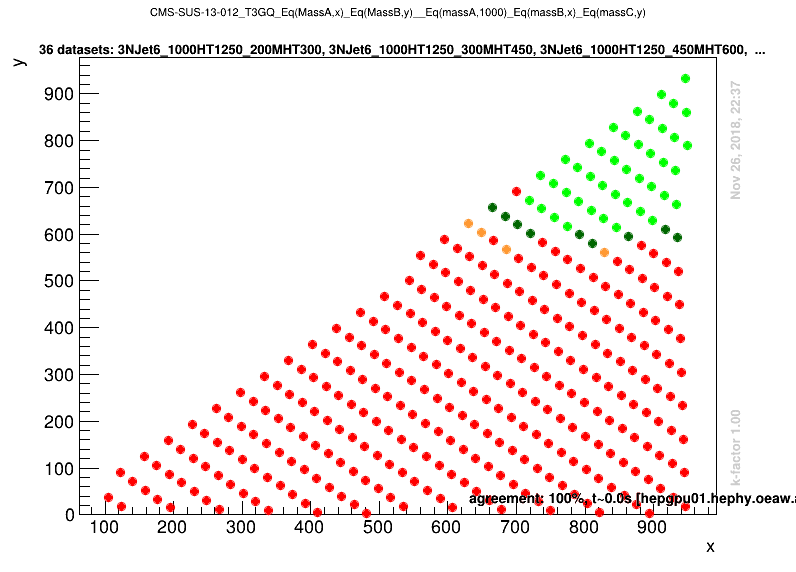 CMS-SUS-13-012_T3GQ_Eq(MassA,x)_Eq(MassB,y)__Eq(massA,1000)_Eq(massB,x)_Eq(massC,y)
36 datasets: 3NJet6_1000HT1250_200MHT300, 3NJet6_1000HT1250_300MHT450, 3NJet6_1000HT1250_450MHT600, ...
y
900
800
700
600
500
400
300
200
100
0
100 200 300 400 500 600 700 800 900
x
Nov 26, 2018, 22:37
k-factor 1.00
agreement: 100%, t~0.0s [hepgpu01.hephy.oeaw.a